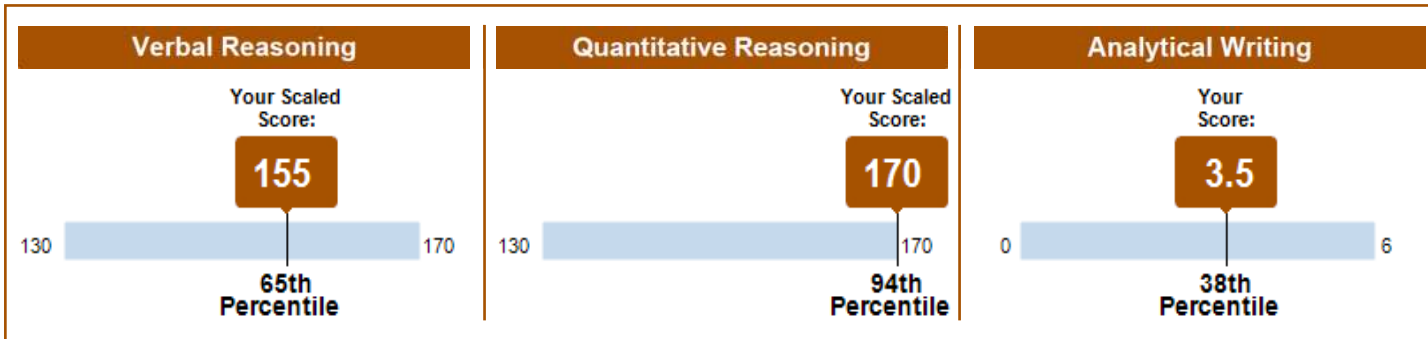 Verbal Reasoning
Your Scaled
Score:
155
130
170
65th
Percentile
Quantitative Reasoning
Your Scaled
Score:
170
130
170
94th
Percentile
Analytical Writing
Your
Score:
3.5
0
6
38th
Percentile